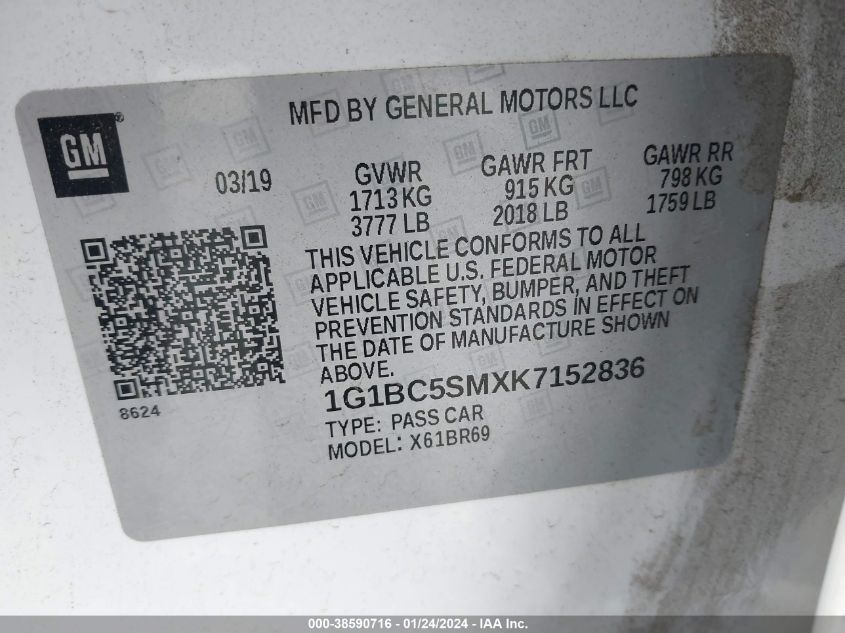 MFD BY GENERAL MOTORS LLC
GM®
03/19
GVWR
1713 KG
3777 LB
GAWR FRT
915 KG
2018 LB
GAWR RR
798 KG
1759 LB
THIS VEHICLE CONFORMS TO ALL
APPLICABLE U.S. FEDERAL MOTOR
VEHICLE SAFETY, BUMPER, AND THEFT
PREVENTION STANDARDS IN EFFECT ON
THE DATE OF MANUFACTURE SHOWN
ABOVE.
8624
1G1BC5SMXK7152836
TYPE: PASS CAR
MODEL: X61BR69
000-38590716 - 01/24/2024 - IAA Inc.